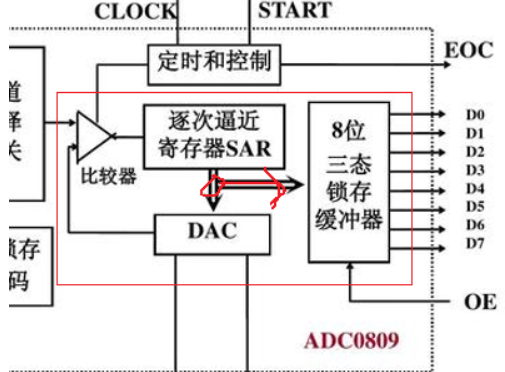 CLOCK
START
定时和控制
EOC
道
择
关
逐次逼近
寄存器SAR
比较器
8位
三态
锁存
缓冲器
D0
D1
D2
D3
D4
D5
D6
D7
DAC
锁存
码
OE
ADC0809